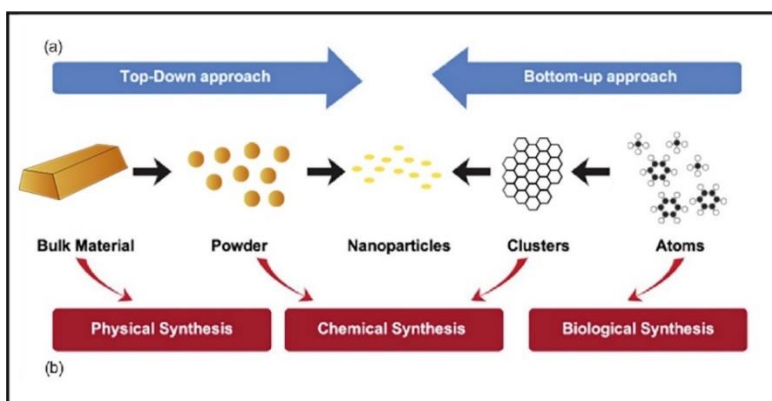 (a)
Top-Down approach
Bottom-up approach
Bulk Material
Powder
Nanoparticles
Clusters
Atoms
Physical Synthesis
Chemical Synthesis
Biological Synthesis
(b)